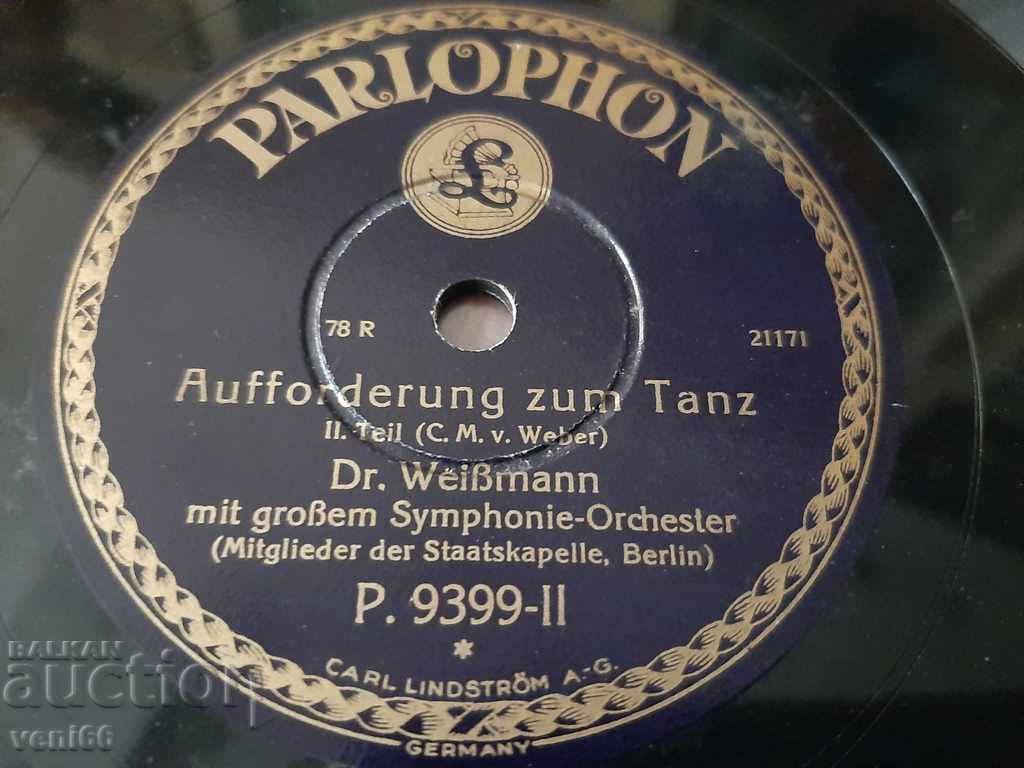 PARLOPHON
£
78 R
21171
Aufforderung zum Tanz
II. Teil (C. M. v. Weber)
Dr. Weißmann
mit großem Symphonie-Orchester
(Mitglieder der Staatskapelle, Berlin)
P. 9399-II
*
CARL LINDSTRÖM A.-G.
GERMANY
BALKAN
auction
veni66